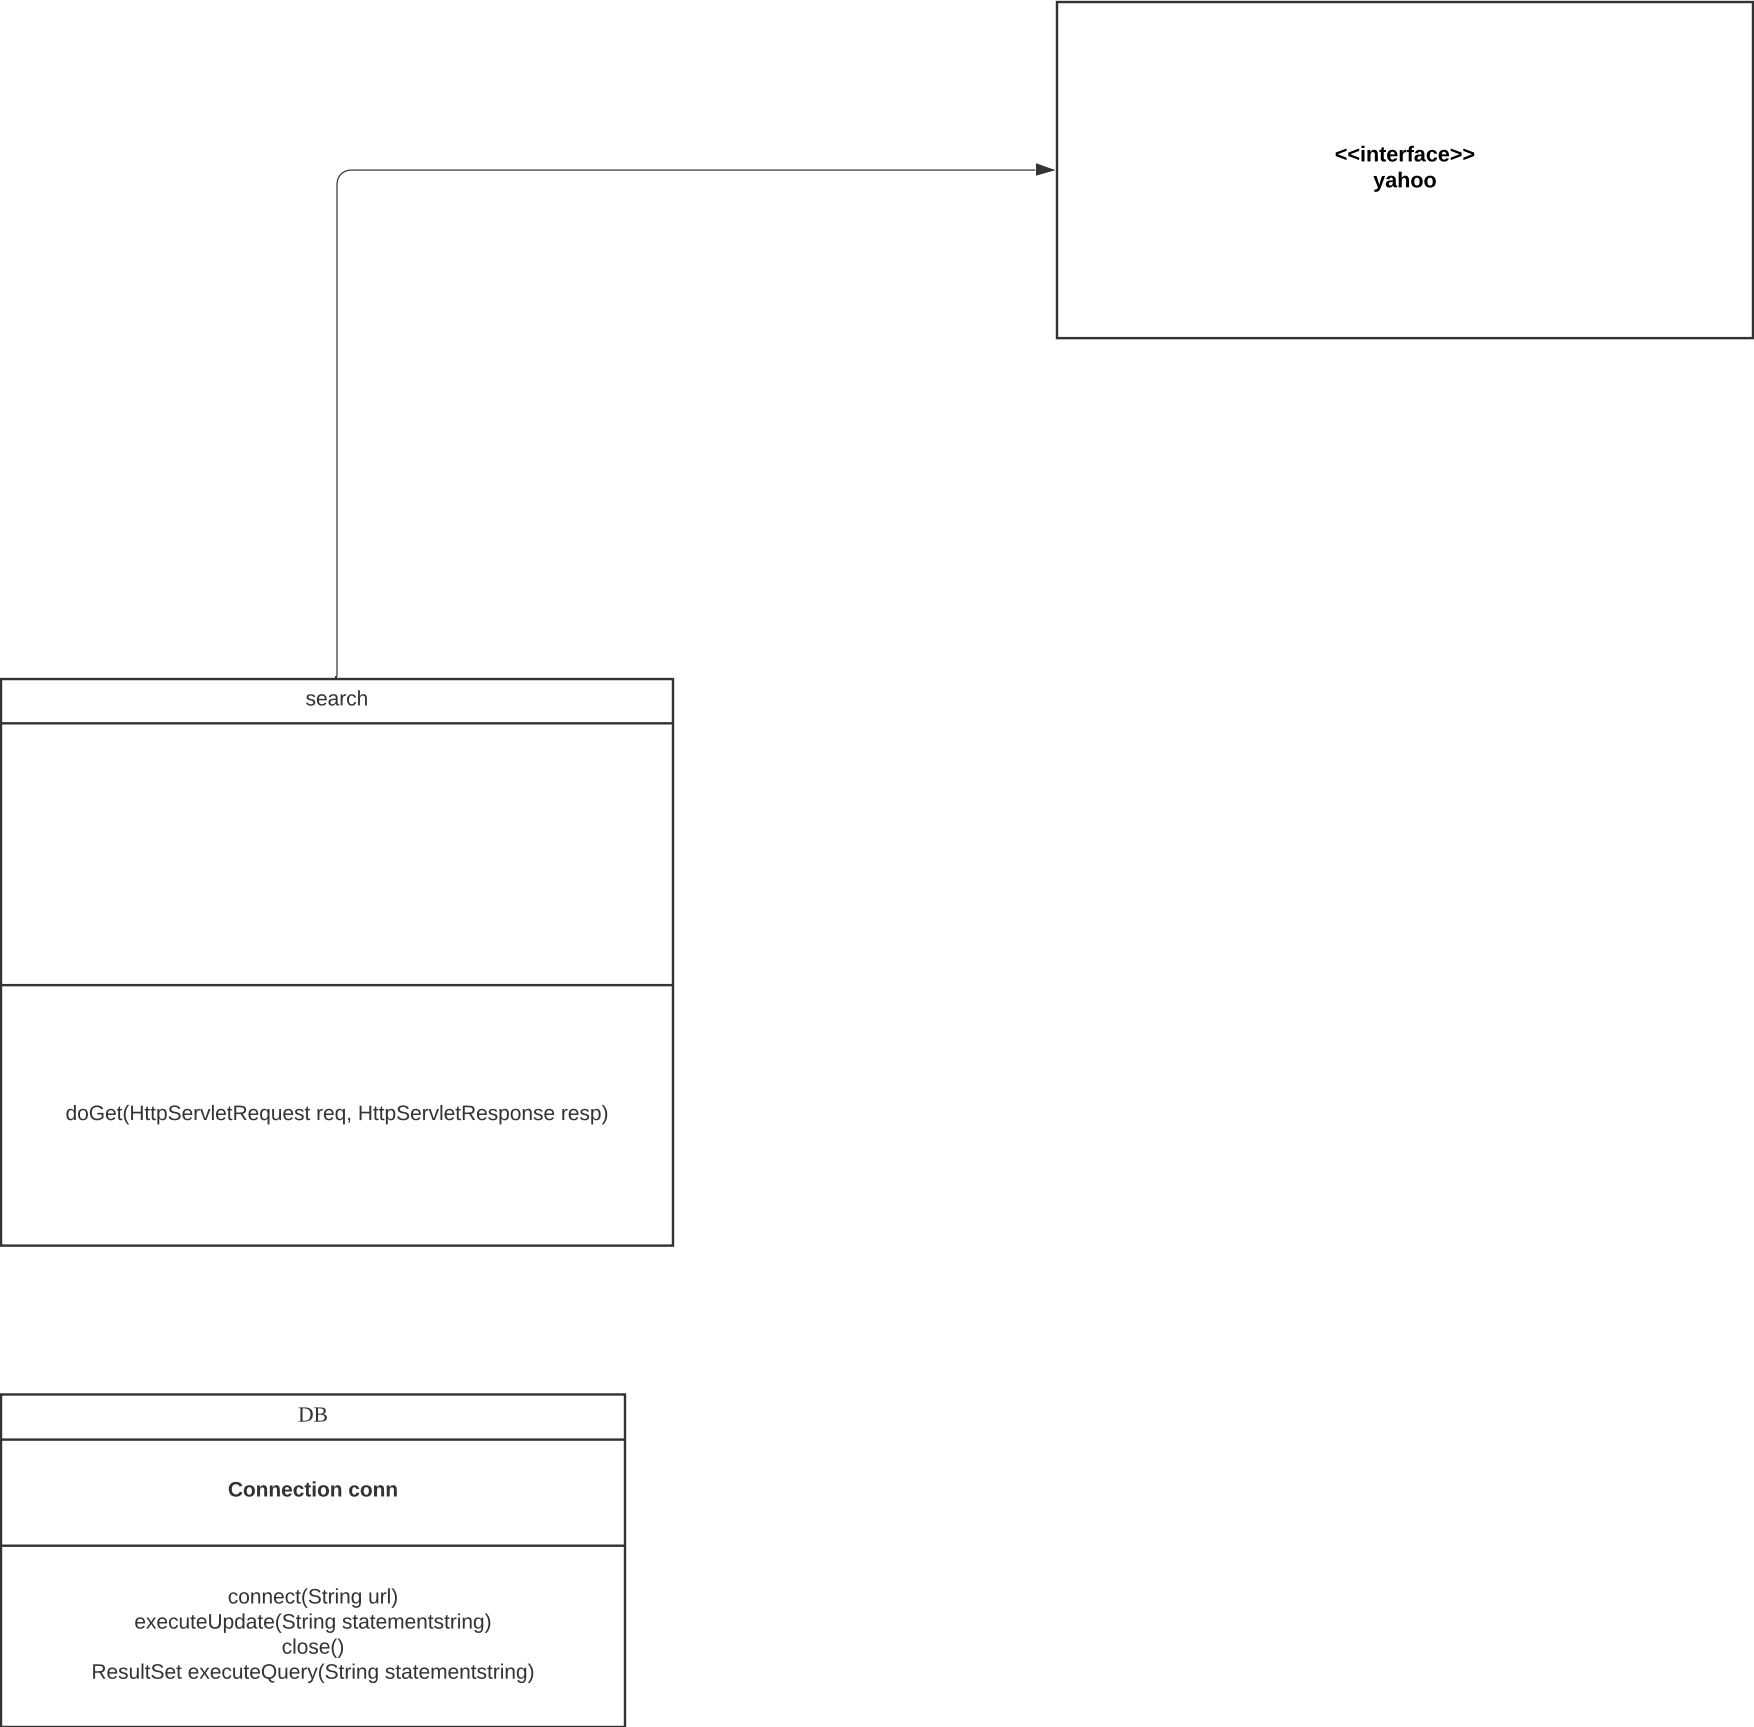 <<interface>>
yahoo
search
doGet(HttpServletRequest req, HttpServletResponse resp)
DB
Connection conn
connect(String url)
executeUpdate(String statementstring)
close()
ResultSet executeQuery(String statementstring)